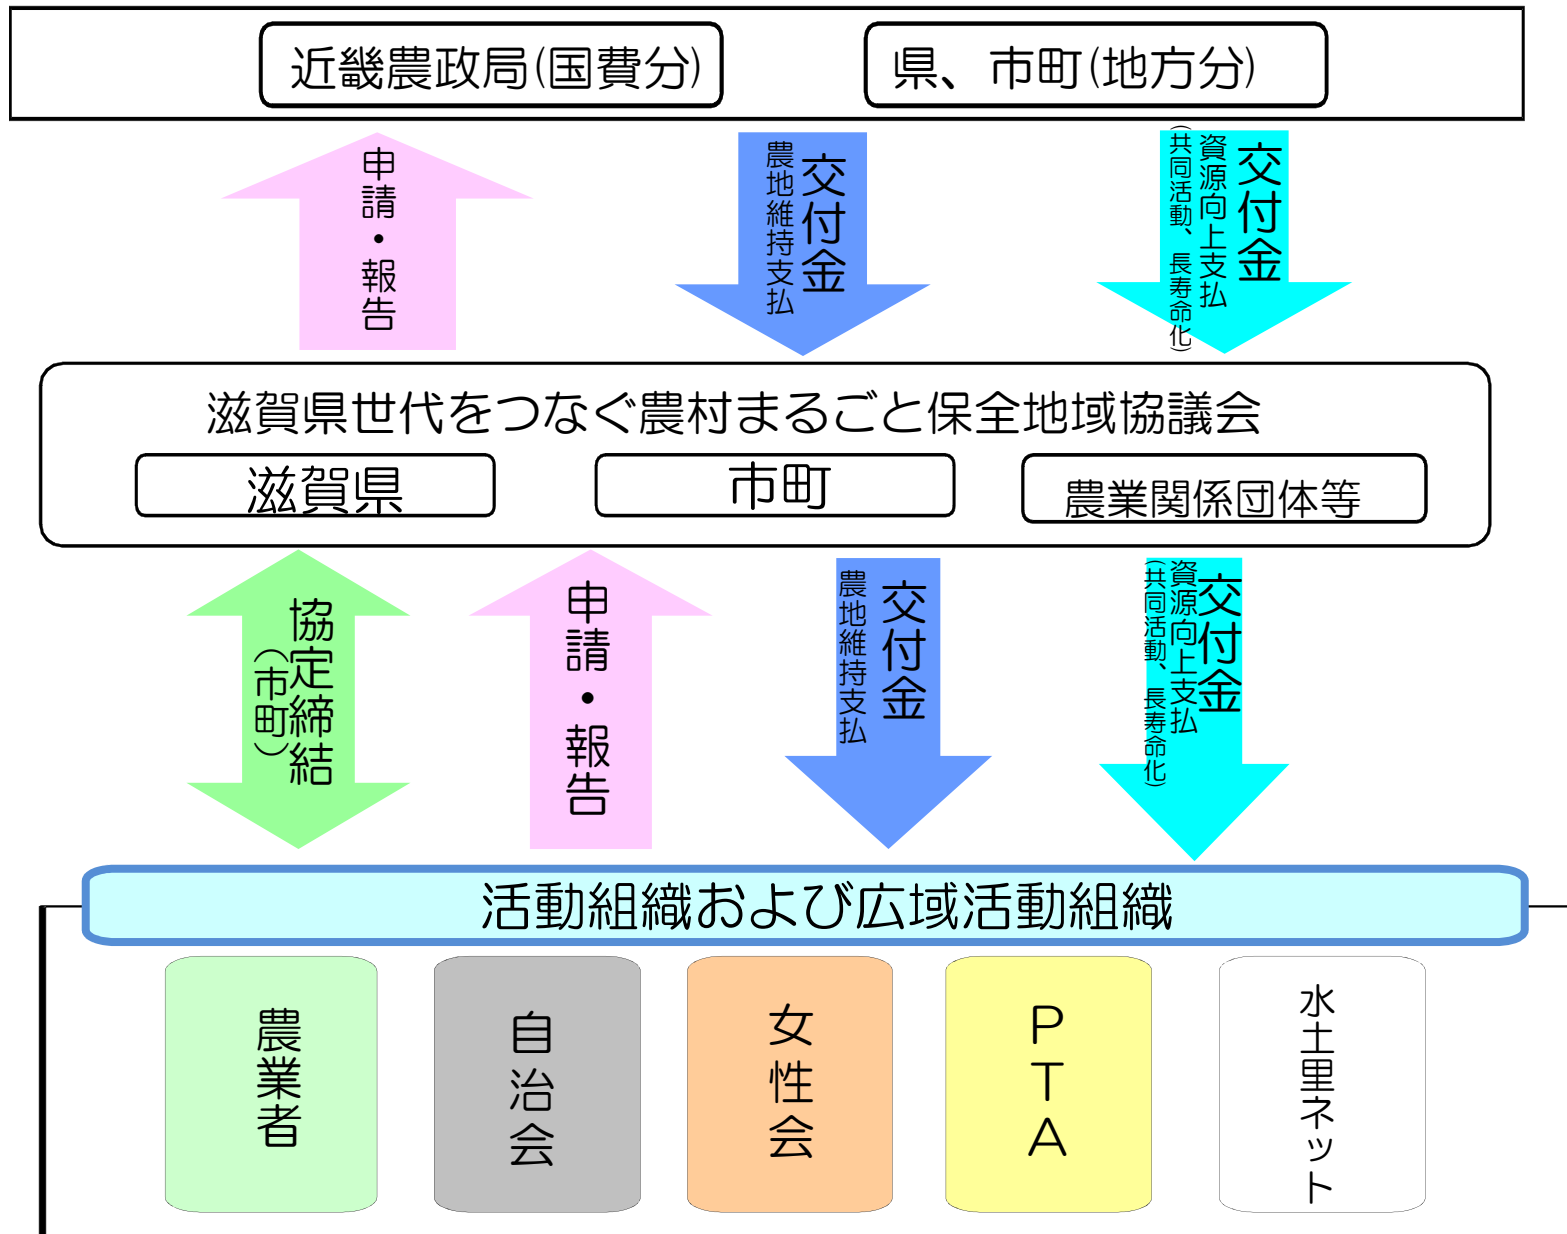 近畿農政局(国費分)
県、市町(地方分)
申請・報告
交付金
農地維持支払
交付金
資源向上支払
(共同活動、長寿命化)
滋賀県世代をつなぐ農村まるごと保全地域協議会
滋賀県
市町
農業関係団体等
協定締結
(市町)
申請・報告
交付金
農地維持支払
交付金
資源向上支払
(共同活動、長寿命化)
活動組織および広域活動組織
農業者
自治会
女性会
PTA
水土里ネット